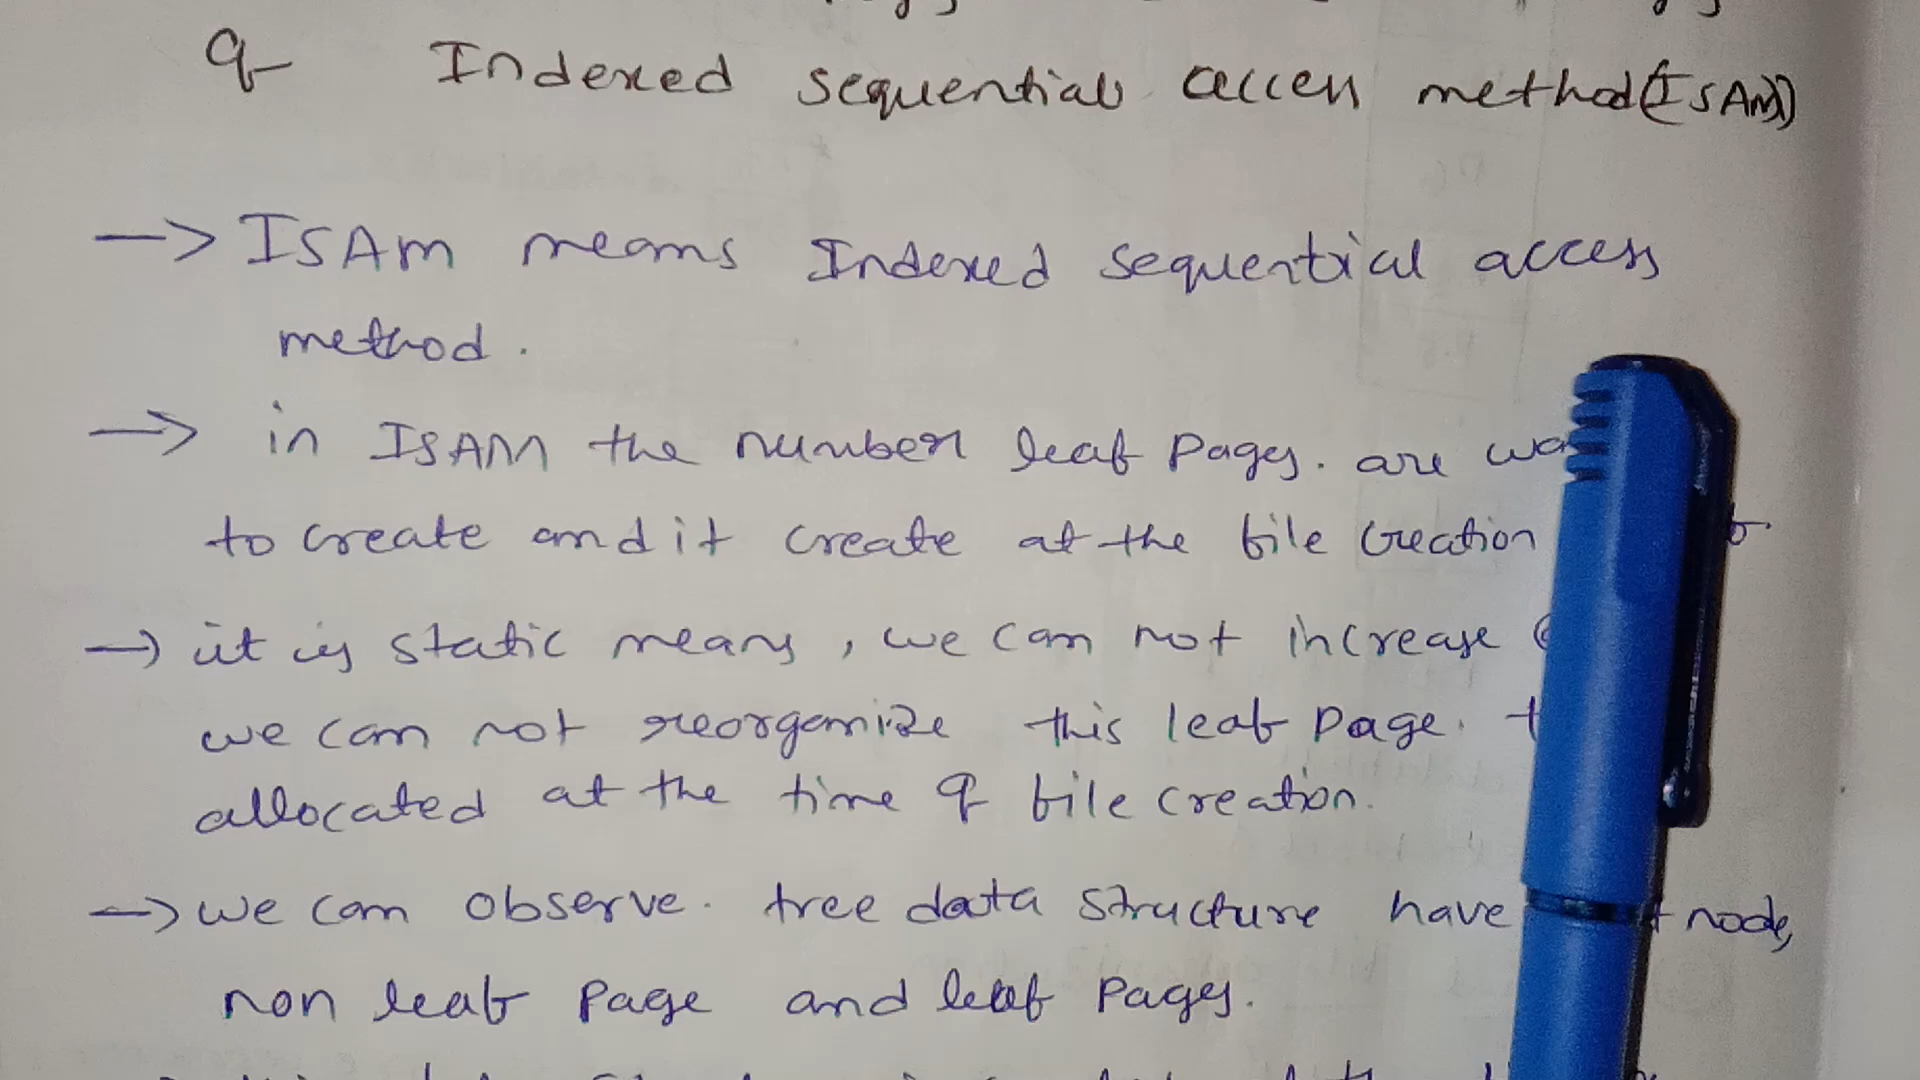 of Indexed sequential access method (ISAM)
→ ISAM means Indexed sequential access
method.
→ in ISAM the number leaf pages. are
to create and it create at the file creation
→ it is static means, we can not increase
we can not reorganize this leaf page.
allocated at the time of file creation.
→ we can observe. tree data structure have node,
non leaf page and leaf pages.